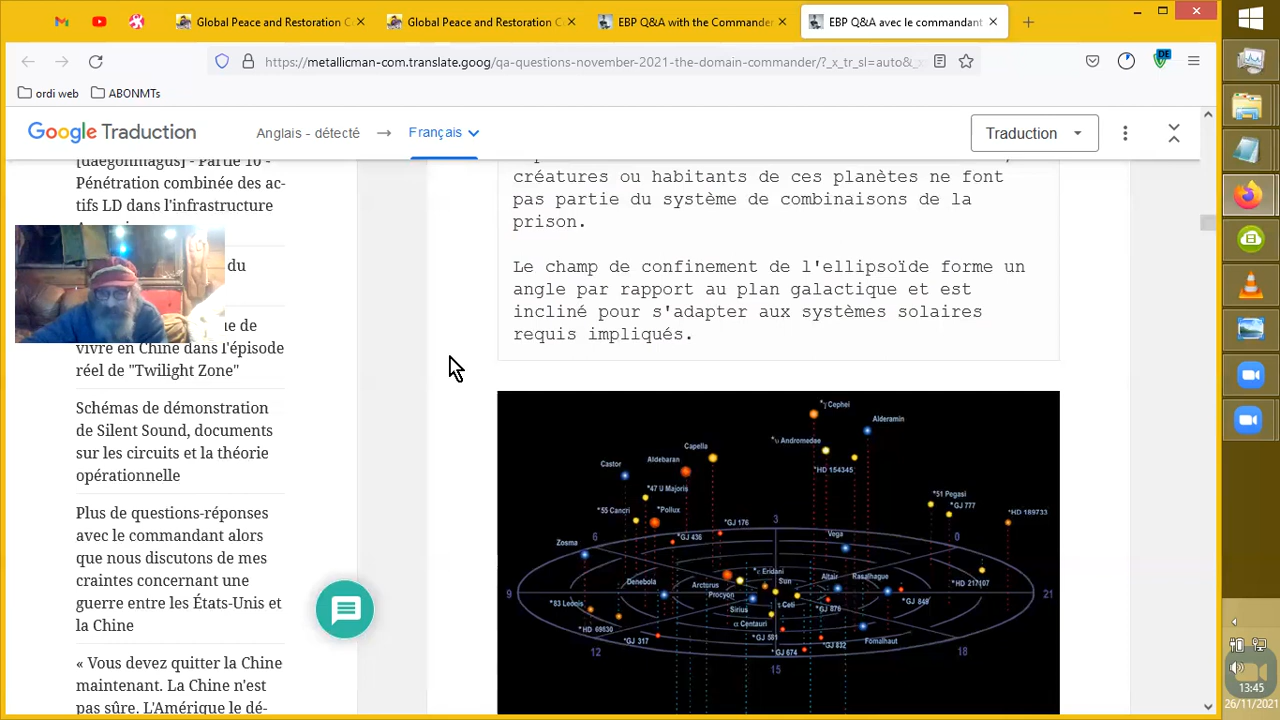 Global Peace and Restoration C
Global Peace and Restoration C
EBP Q&A with the Commander
EBP Q&A avec le commandant
https://metallicman-com.translate.goog/qa-questions-november-2021-the-domain-commander/?_x_tr_sl=auto&_x
DE
ordi web
ABONMTs
Google Traduction
Anglais - détecté
Français
Traduction
[daegonmagus] - Partie 10 -
Pénétration combinée des ac-
tifs LD dans l'infrastructure
du
ne de
vivre en Chine dans l'épisode
réel de "Twilight Zone"
Schémas de démonstration
de Silent Sound, documents
sur les circuits et la théorie
opérationnelle
Plus de questions-réponses
avec le commandant alors
que nous discutons de nos
craintes concernant une
guerre entre les États-Unis et
la Chine
« Vous devez quitter la Chine
maintenant. La Chine n'est
pas sûre. L'Amérique le dé-
créatures ou habitants de ces planètes ne font
pas partie du système de combinaisons de la
prison.
Le champ de confinement de l'ellipsoïde forme un
angle par rapport au plan galactique et est
incliné pour s'adapter aux systèmes solaires
requis impliqués.
*γ Cephei
Alderamin
*υ Andromedae
Capella
Aldebaran
Castor
*HD 154345
*47 U Majoris
*51 Pegasi
*GJ 777
*55 Cancri
*Pollux
*HD 189733
*GJ 176
3
*GJ 436
6
0
Vega
Zosma
*ε Eridani
Sun
Denebola
Arcturus
Altair
Rasalhague
*HD 217107
Procyon
9
21
*83 Leonis
Sirius
τ Ceti
*GJ 876
*GJ 849
α Centauri
*HD 69830
*GJ 317
*GJ 581
*GJ 832
Fomalhaut
12
*GJ 674
18
15
13:45
26/11/2021